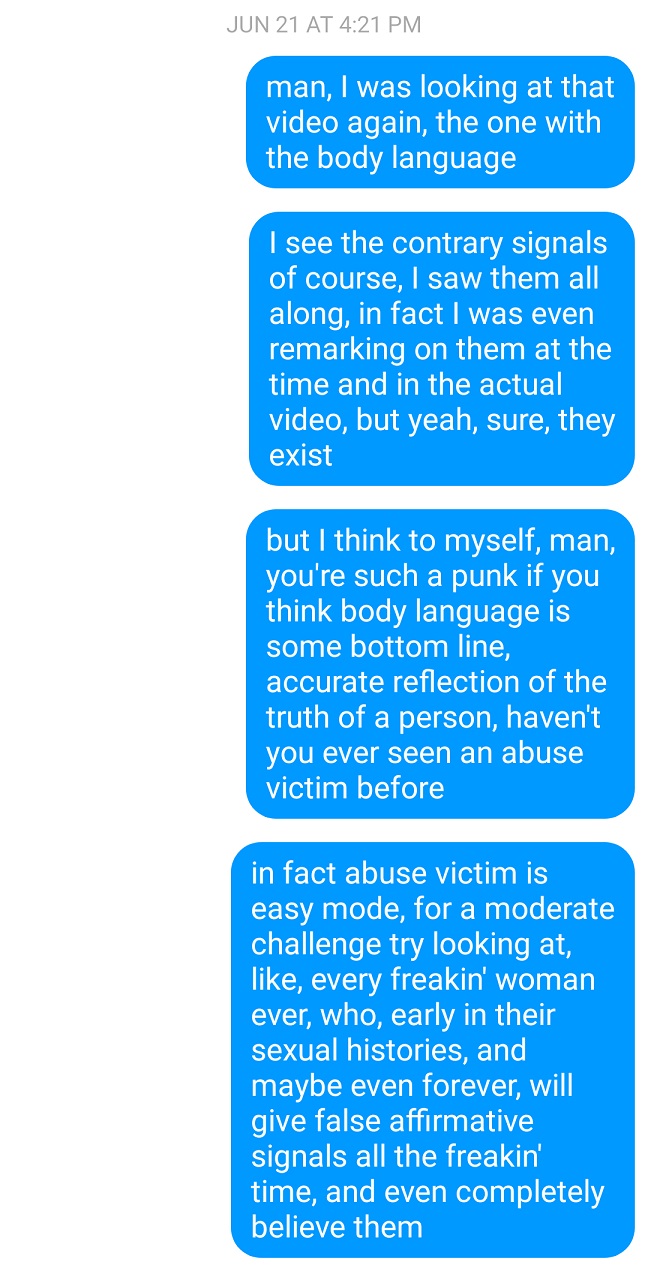 JUN 21 AT 4:21 PM
man, I was looking at that
video again, the one with
the body language
I see the contrary signals
of course, I saw them all
along, in fact I was even
remarking on them at the
time and in the actual
video, but yeah, sure, they
exist
but I think to myself, man,
you're such a punk if you
think body language is
some bottom line,
accurate reflection of the
truth of a person, haven't
you ever seen an abuse
victim before
in fact abuse victim is
easy mode, for a moderate
challenge try looking at,
like, every freakin' woman
ever, who, early in their
sexual histories, and
maybe even forever, will
give false affirmative
signals all the freakin'
time, and even completely
believe them